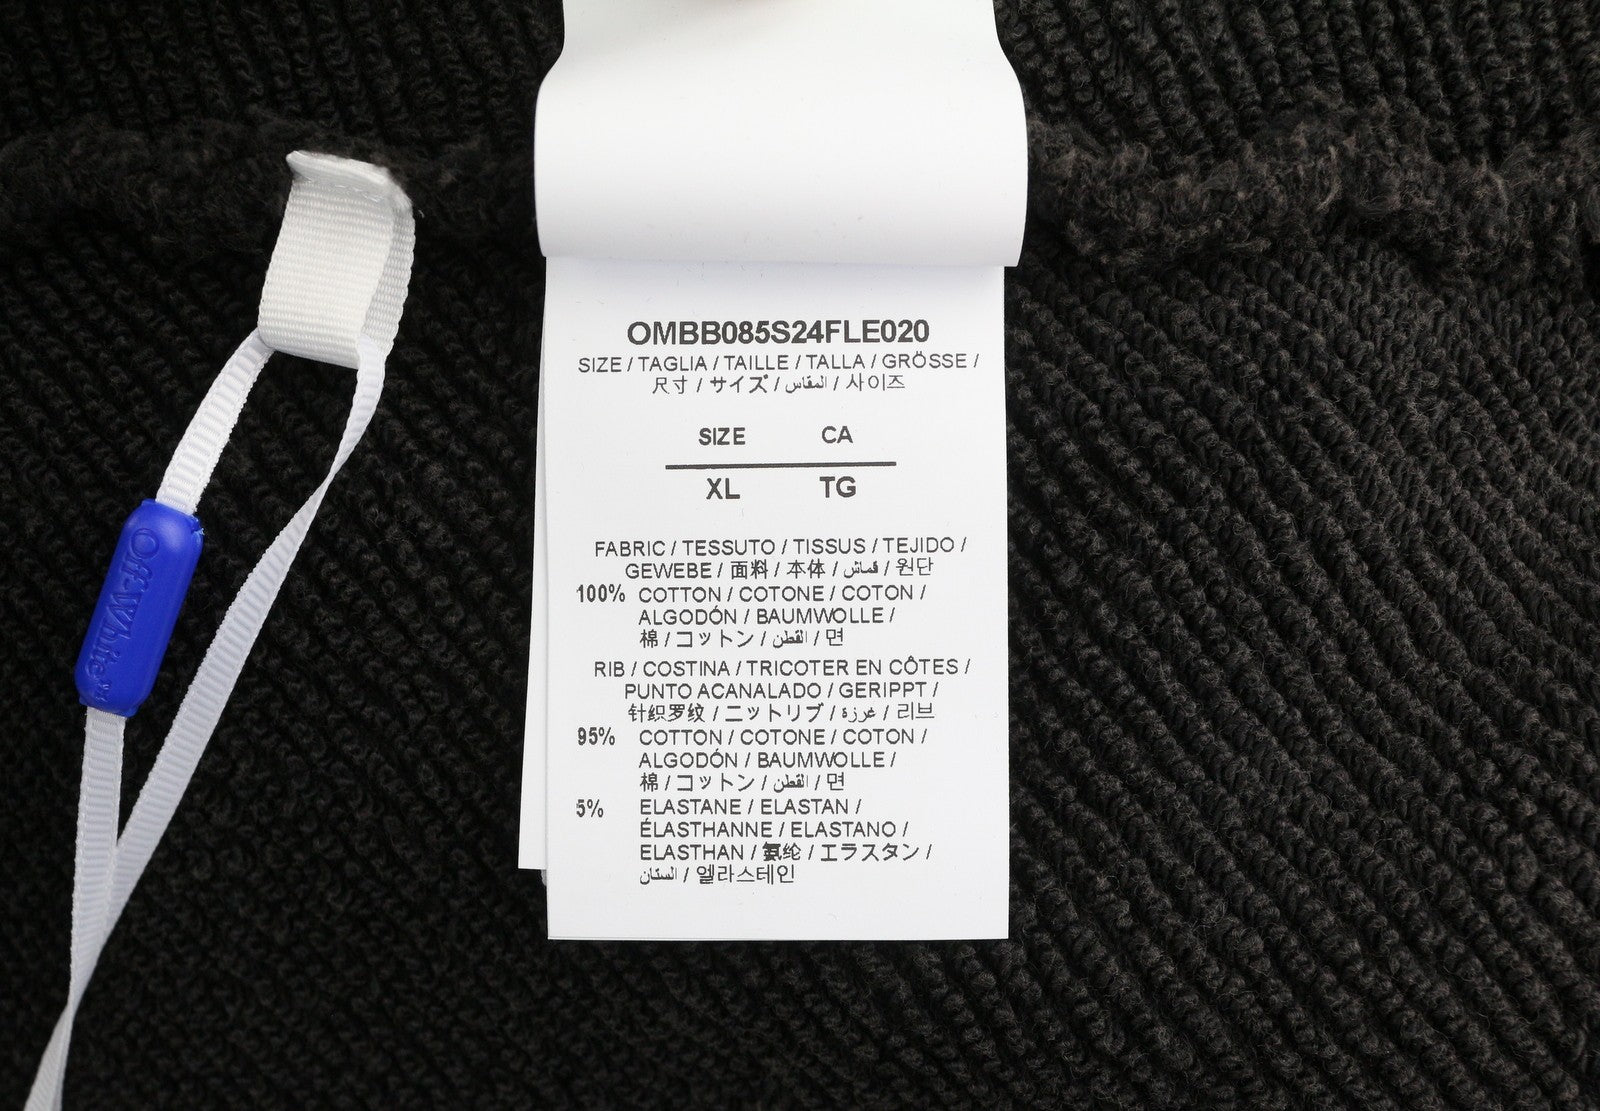 OMBB085S24FLE020
SIZE / TAGLIA / TAILLE / TALLA / GRÖSSE /
尺寸 / サイズ / المقاس / 사이즈
SIZE CA
XL TG
FABRIC / TESSUTO / TISSUS / TEJIDO /
GEWEBE / 面料 / 本体 / قماش / 원단
100% COTTON / COTONE / COTON /
ALGODÓN / BAUMWOLLE /
棉 / コットン / القطن / 면
RIB / COSTINA / TRICOTER EN CÔTES /
PUNTO ACANALADO / GERIPPT /
针织罗纹 / ニットリブ / غرزة / 리브
95% COTTON / COTONE / COTON /
ALGODÓN / BAUMWOLLE /
棉 / コットン / القطن / 면
5% ELASTANE / ELASTAN /
ÉLASTHANNE / ELASTANO /
ELASTHAN / 氨纶 / エラスタン /
الستان / 엘라스테인
Off-White™